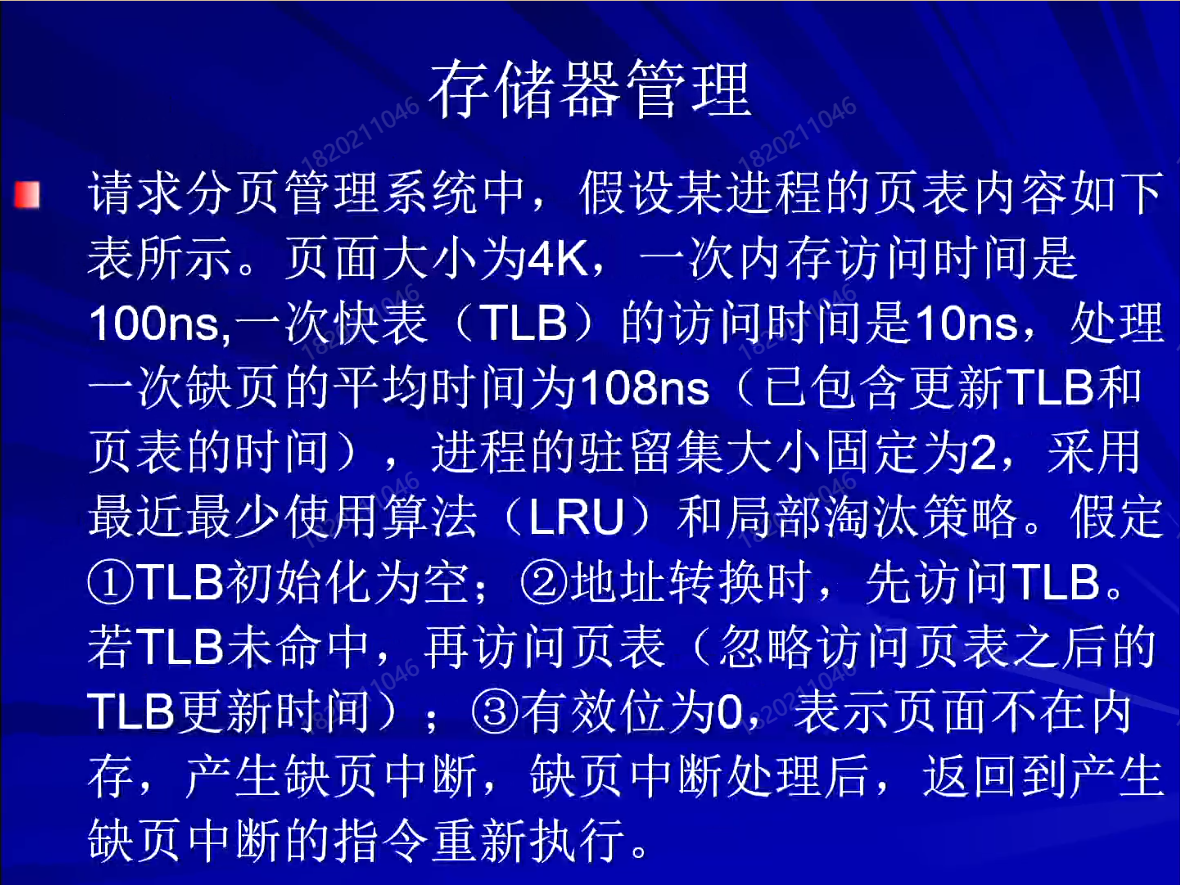 存储器管理
请求分页管理系统中，假设某进程的页表内容如下
表所示。页面大小为4K，一次内存访问时间是
100ns,一次快表（TLB）的访问时间是10ns，处理
一次缺页的平均时间为108ns（已包含更新TLB和
页表的时间），进程的驻留集大小固定为2，采用
最近最少使用算法（LRU）和局部淘汰策略。假定
①TLB初始化为空；②地址转换时，先访问TLB。
若TLB未命中，再访问页表（忽略访问页表之后的
TLB更新时间）；③有效位为0，表示页面不在内
存，产生缺页中断，缺页中断处理后，返回到产生
缺页中断的指令重新执行。
1820211046
1820211046
1820211046
1820211046
1820211046
1820211046
1820211046
1820211046